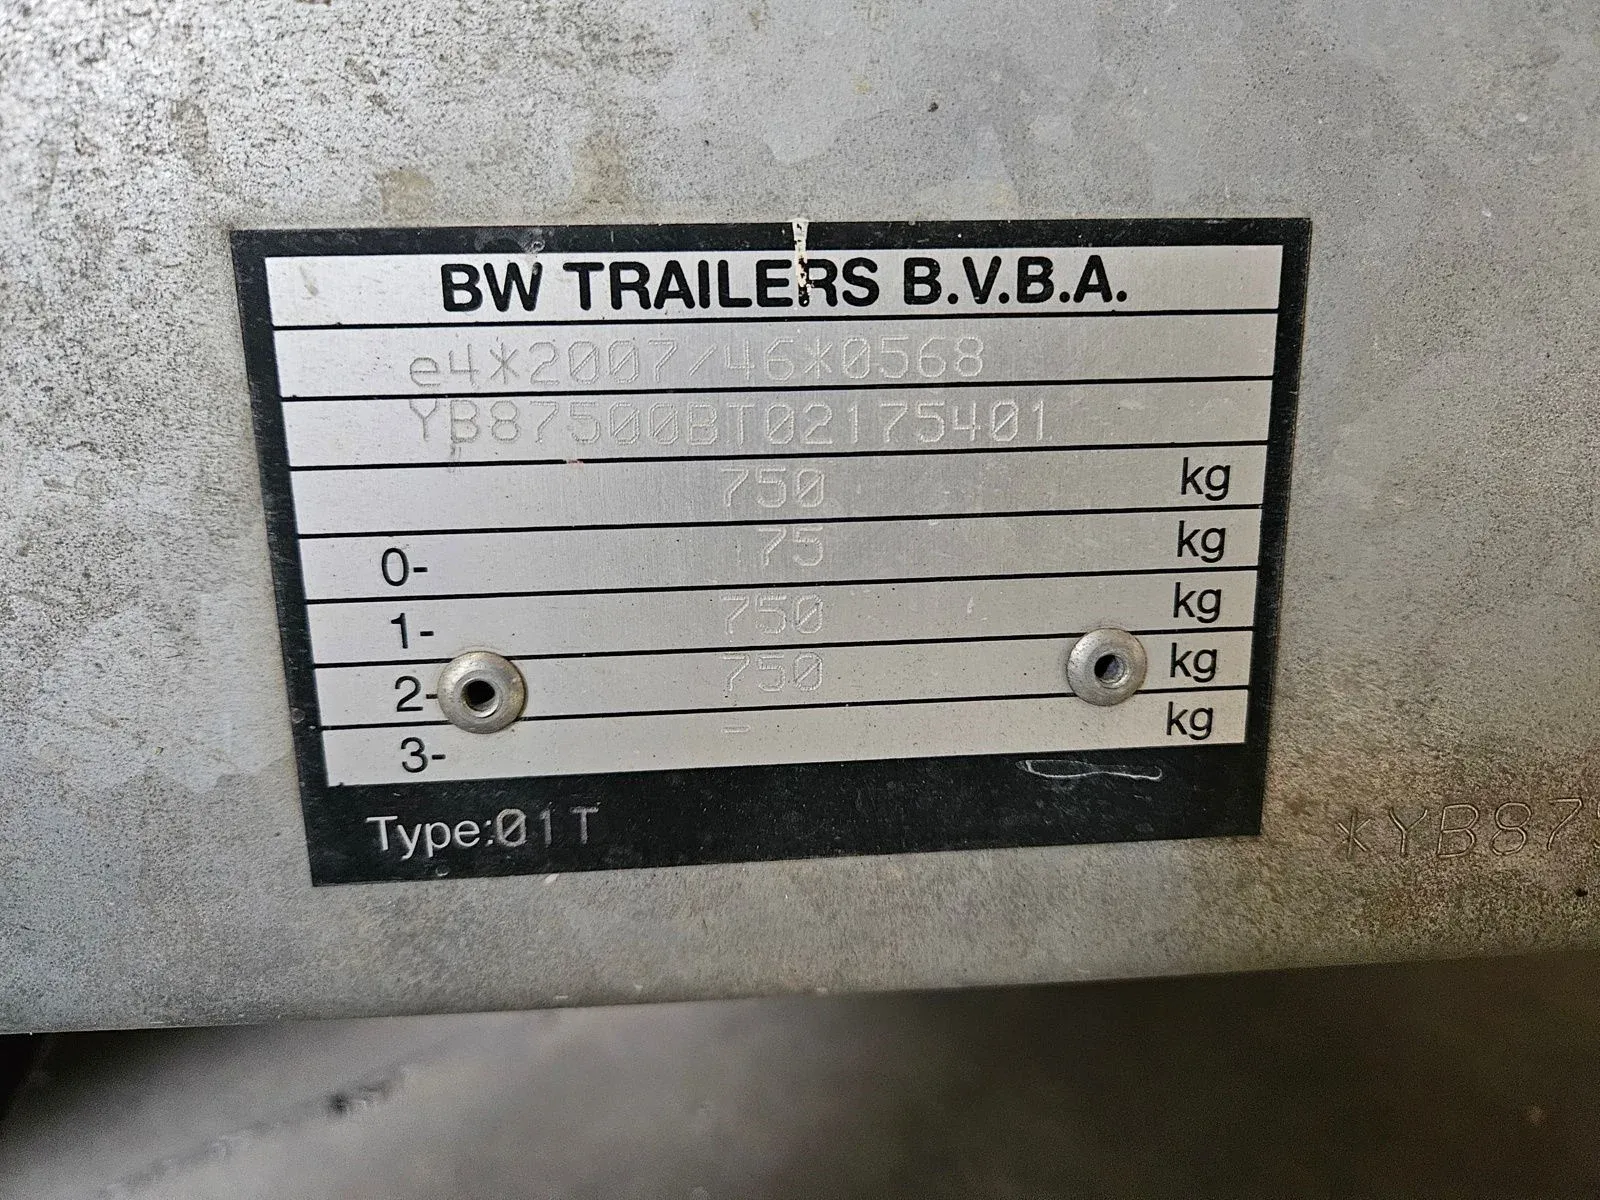 BW TRAILERS B.V.B.A.
e4*2007/46*0568
YB87500BT02175401
750 kg
0- 75 kg
1- 750 kg
2- 750 kg
3- - kg
Type:01T
*YB875